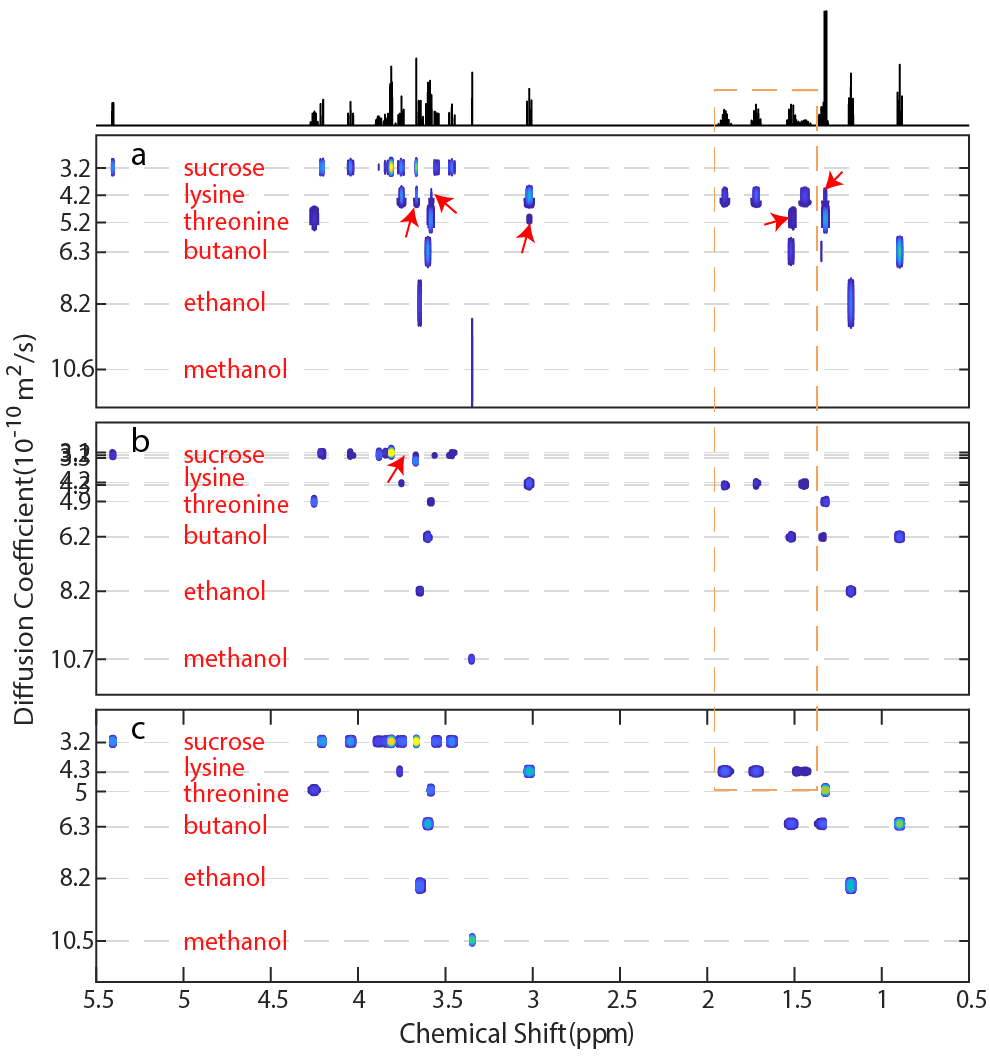 a
3.2 sucrose
4.2 lysine
5.2 threonine
6.3 butanol
8.2 ethanol
10.6 methanol
b
sucrose
lysine
4.9 threonine
6.2 butanol
8.2 ethanol
10.7 methanol
c
3.2 sucrose
4.3 lysine
5 threonine
6.3 butanol
8.2 ethanol
10.5 methanol
5.5 5 4.5 4 3.5 3 2.5 2 1.5 1 0.5
Chemical Shift(ppm)
Diffusion Coefficient(10⁻¹⁰ m²/s)